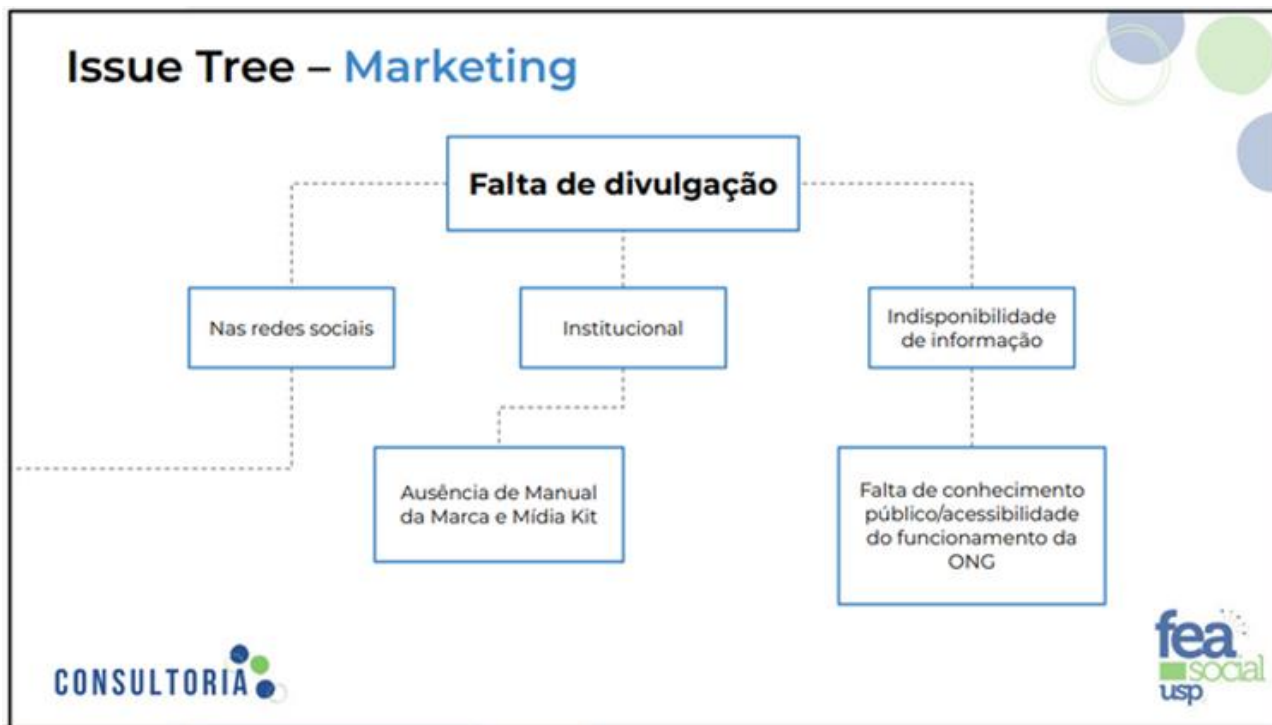 Issue Tree – Marketing
Falta de divulgação
Nas redes sociais
Institucional
Indisponibilidade
de informação
Ausência de Manual
da Marca e Mídia Kit
Falta de conhecimento
público/acessibilidade
do funcionamento da
ONG
CONSULTORIA
fea
social
usp